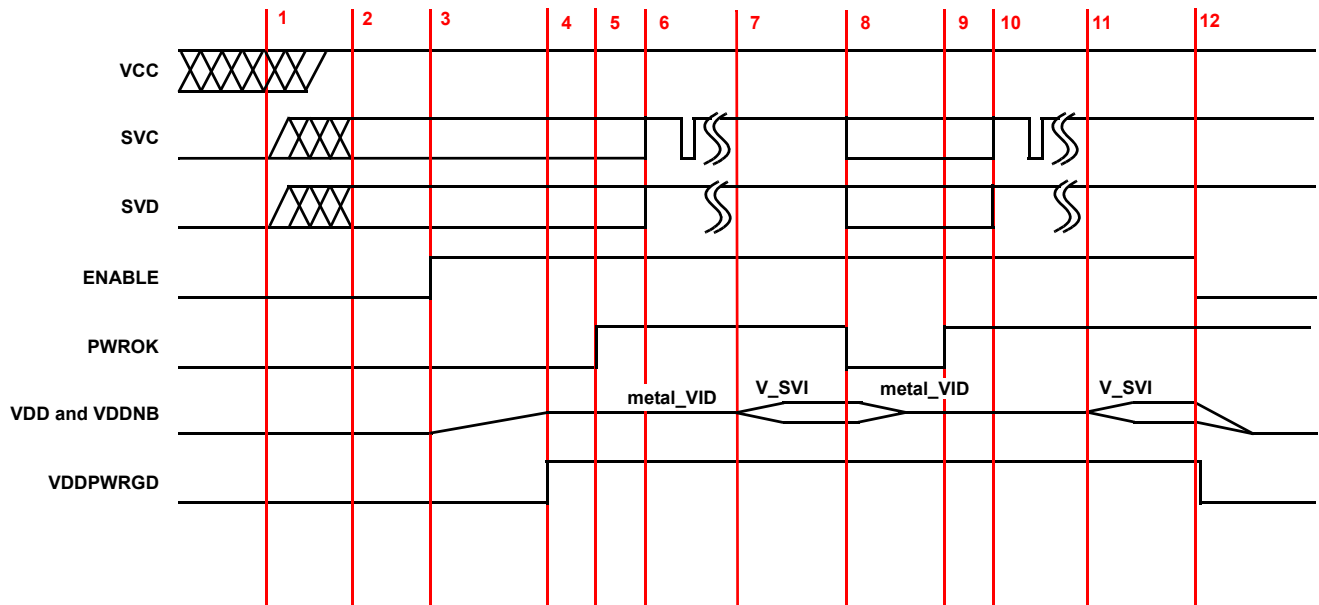 1 2 3 4 5 6 7 8 9 10 11 12
VCC
SVC
SVD
ENABLE
PWROK
metal_VID V_SVI metal_VID V_SVI
VDD and VDDNB
VDDPWRGD